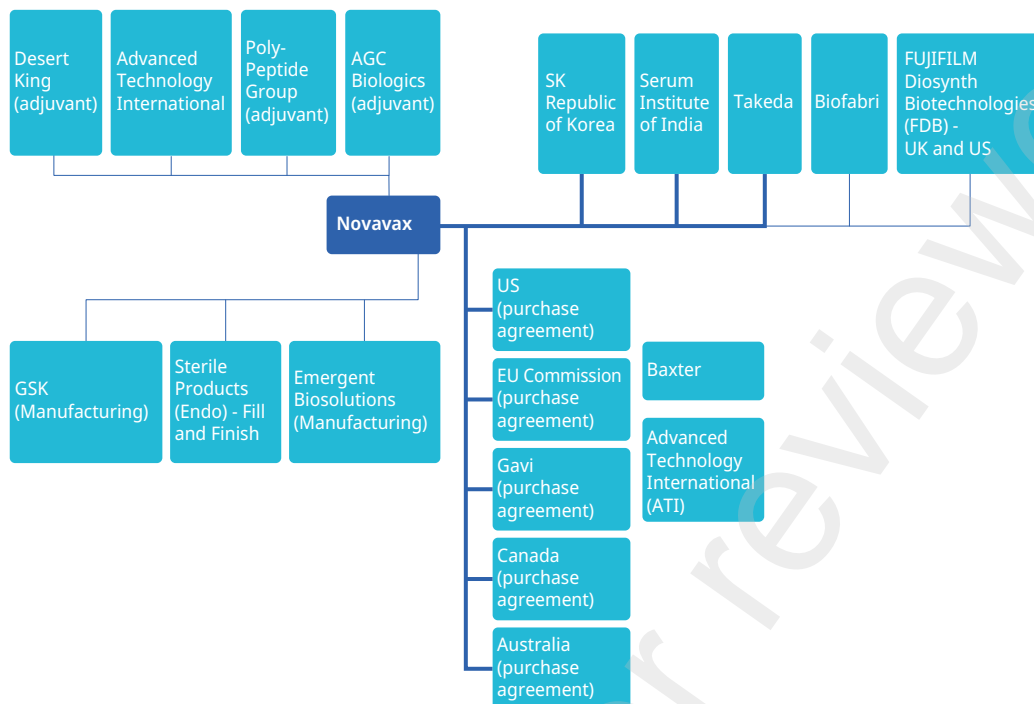 Desert
King
(adjuvant)
Advanced
Technology
International
Poly-
Peptide
Group
(adjuvant)
AGC
Biologics
(adjuvant)
SK
Republic
of Korea
Serum
Institute
of India
Takeda
Biofabri
FUJIFILM
Diosynth
Biotechnologies
(FDB) -
UK and US
Novavax
US
(purchase
agreement)
EU Commission
(purchase
agreement)
Gavi
(purchase
agreement)
Canada
(purchase
agreement)
Australia
(purchase
agreement)
Baxter
Advanced
Technology
International
(ATI)
GSK
(Manufacturing)
Sterile
Products
(Endo) - Fill
and Finish
Emergent
Biosolutions
(Manufacturing)